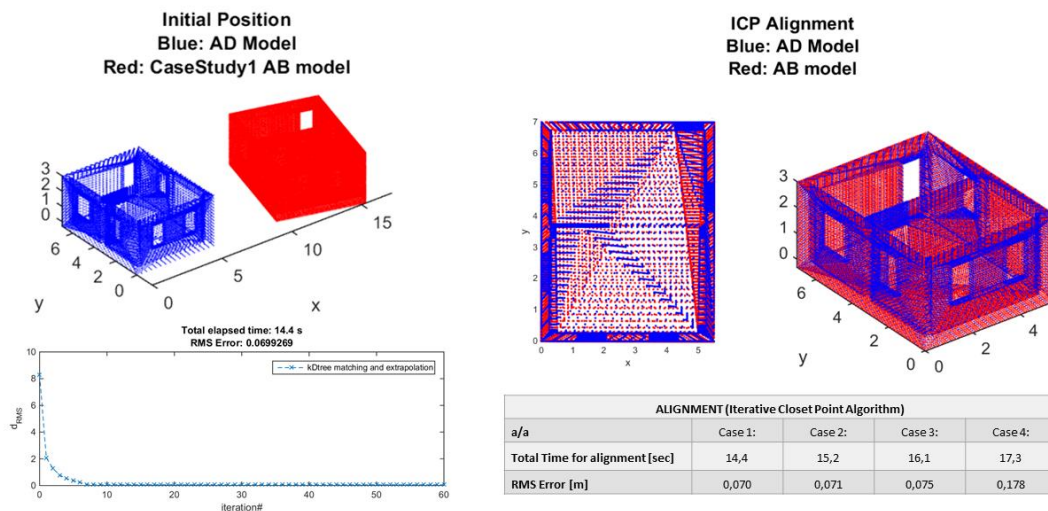 Initial Position
Blue: AD Model
Red: CaseStudy1 AB model
3
2
1
0
6
4
2
0
y
0
5
10
15
x
Total elapsed time: 14.4 s
RMS Error: 0.0699269
kDtree matching and extrapolation
10
8
6
4
2
0
dRMS
0 10 20 30 40 50 60
iteration#
ICP Alignment
Blue: AD Model
Red: AB model
7
6
5
4
3
2
1
0
y
0 1 2 3 4 5
x
3
2
1
0
6
4
2
0
y
0
2
4
ALIGNMENT (Iterative Closet Point Algorithm)
a/a Case 1: Case 2: Case 3: Case 4:
Total Time for alignment [sec] 14,4 15,2 16,1 17,3
RMS Error [m] 0,070 0,071 0,075 0,178